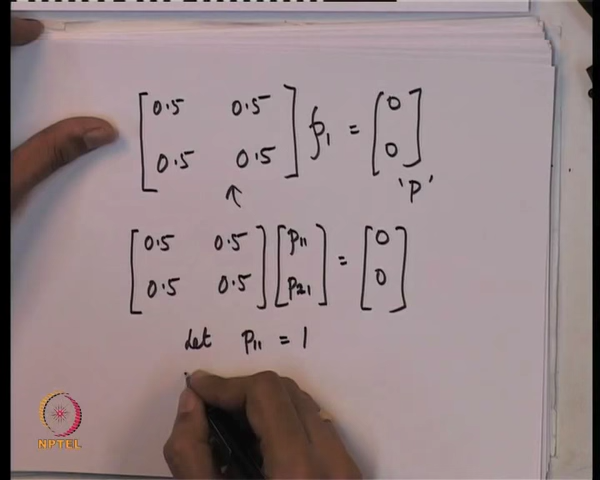 [0.5 0.5
0.5 0.5] p₁ = [0
0]
'p'
[0.5 0.5
0.5 0.5] [p₁₁
p₂₁] = [0
0]
Let p₁₁ = 1
NPTEL